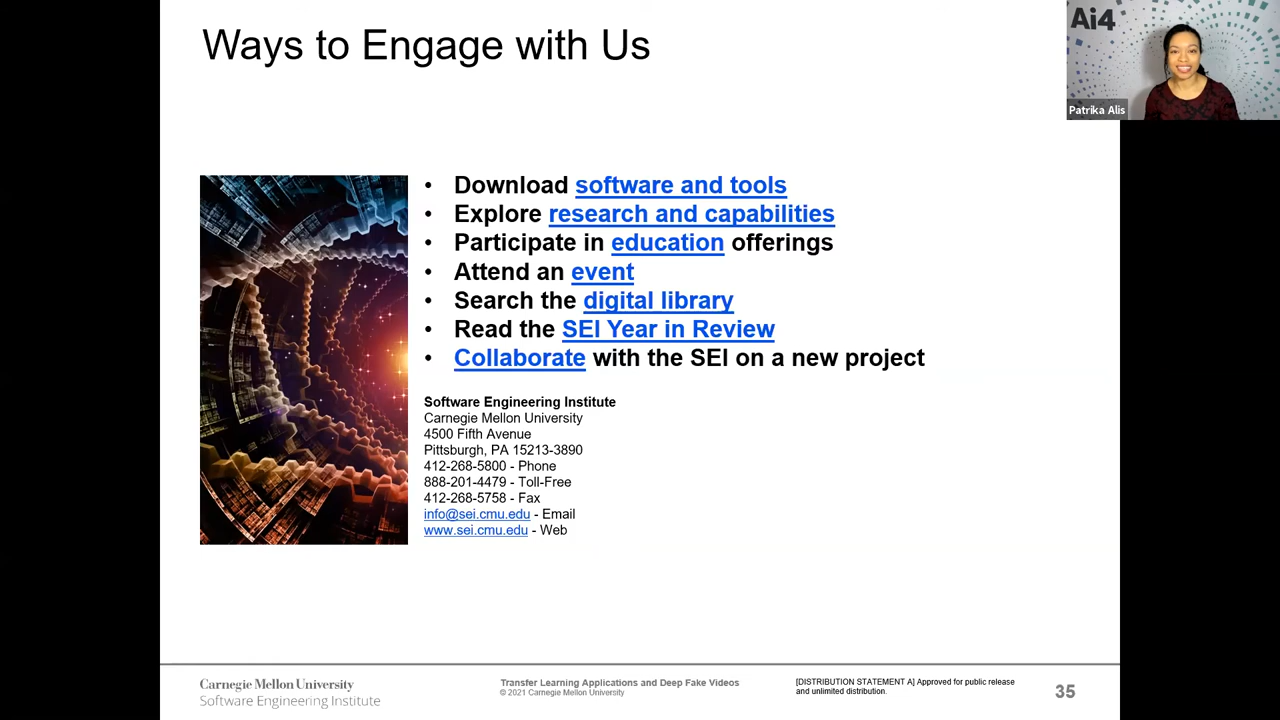 Ways to Engage with Us
Ai4
Patrika Alis
• Download software and tools
• Explore research and capabilities
• Participate in education offerings
• Attend an event
• Search the digital library
• Read the SEI Year in Review
• Collaborate with the SEI on a new project
Software Engineering Institute
Carnegie Mellon University
4500 Fifth Avenue
Pittsburgh, PA 15213-3890
412-268-5800 - Phone
888-201-4479 - Toll-Free
412-268-5758 - Fax
info@sei.cmu.edu - Email
www.sei.cmu.edu - Web
Carnegie Mellon University
Software Engineering Institute
Transfer Learning Applications and Deep Fake Videos
© 2021 Carnegie Mellon University
[DISTRIBUTION STATEMENT A] Approved for public release
and unlimited distribution.
35